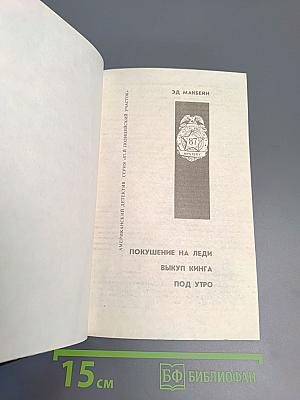 ЭД МАКБЕЙН
АМЕРИКАНСКИЙ ДЕТЕКТИВ СЕРИЯ «87-Й ПОЛИЦЕЙСКИЙ УЧАСТОК»
87
ПОКУШЕНИЕ НА ЛЕДИ
ВЫКУП КИНГА
ПОД УТРО
15 см
БФ БИБЛИОФАН